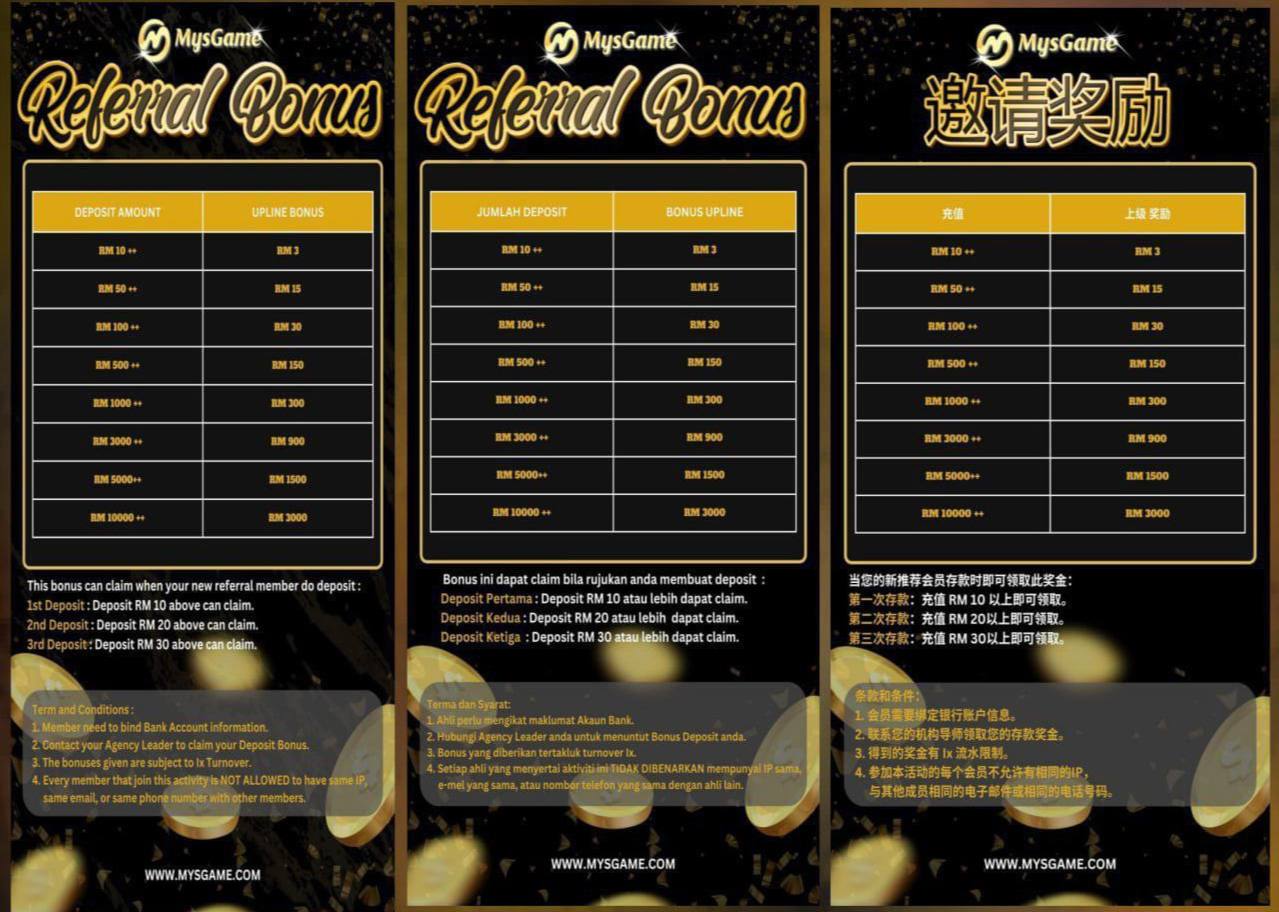 MysGame
Referral Bonus
DEPOSIT AMOUNT UPLINE BONUS
RM 10 ++ RM 3
RM 50 ++ RM 15
RM 100 ++ RM 30
RM 500 ++ RM 150
RM 1000 ++ RM 300
RM 3000 ++ RM 900
RM 5000++ RM 1500
RM 10000 ++ RM 3000
This bonus can claim when your new referral member do deposit :
1st Deposit : Deposit RM 10 above can claim.
2nd Deposit : Deposit RM 20 above can claim.
3rd Deposit : Deposit RM 30 above can claim.
Term and Conditions :
1. Member need to bind Bank Account information.
2. Contact your Agency Leader to claim your Deposit Bonus.
3. The bonuses given are subject to 1x Turnover.
4. Every member that join this activity is NOT ALLOWED to have same IP,
same email, or same phone number with other members.
WWW.MYSGAME.COM
MysGame
Referral Bonus
JUMLAH DEPOSIT BONUS UPLINE
RM 10 ++ RM 3
RM 50 ++ RM 15
RM 100 ++ RM 30
RM 500 ++ RM 150
RM 1000 ++ RM 300
RM 3000 ++ RM 900
RM 5000++ RM 1500
RM 10000 ++ RM 3000
Bonus ini dapat claim bila rujukan anda membuat deposit :
Deposit Pertama : Deposit RM 10 atau lebih dapat claim.
Deposit Kedua : Deposit RM 20 atau lebih dapat claim.
Deposit Ketiga : Deposit RM 30 atau lebih dapat claim.
Terma dan Syarat:
1. Ahli perlu mengikat maklumat Akaun Bank.
2. Hubungi Agency Leader anda untuk menuntut Bonus Deposit anda.
3. Bonus yang diberikan tertakluk turnover 1x.
4. Setiap ahli yang menyertai aktiviti ini TIDAK DIBENARKAN mempunyai IP sama,
e-mel yang sama, atau nombor telefon yang sama dengan ahli lain.
WWW.MYSGAME.COM
MysGame
邀请奖励
充值 上级 奖励
RM 10 ++ RM 3
RM 50 ++ RM 15
RM 100 ++ RM 30
RM 500 ++ RM 150
RM 1000 ++ RM 300
RM 3000 ++ RM 900
RM 5000++ RM 1500
RM 10000 ++ RM 3000
当您的新推荐会员存款时即可领取此奖金：
第一次存款：充值 RM 10 以上即可领取。
第二次存款：充值 RM 20以上即可领取。
第三次存款：充值 RM 30以上即可领取。
条款和条件：
1. 会员需要绑定银行账户信息。
2. 联系您的机构导师领取您的存款奖金。
3. 得到的奖金有 1x 流水限制。
4. 参加本活动的每个会员不允许有相同的IP，
与其他成员相同的电子邮件或相同的电话号码。
WWW.MYSGAME.COM